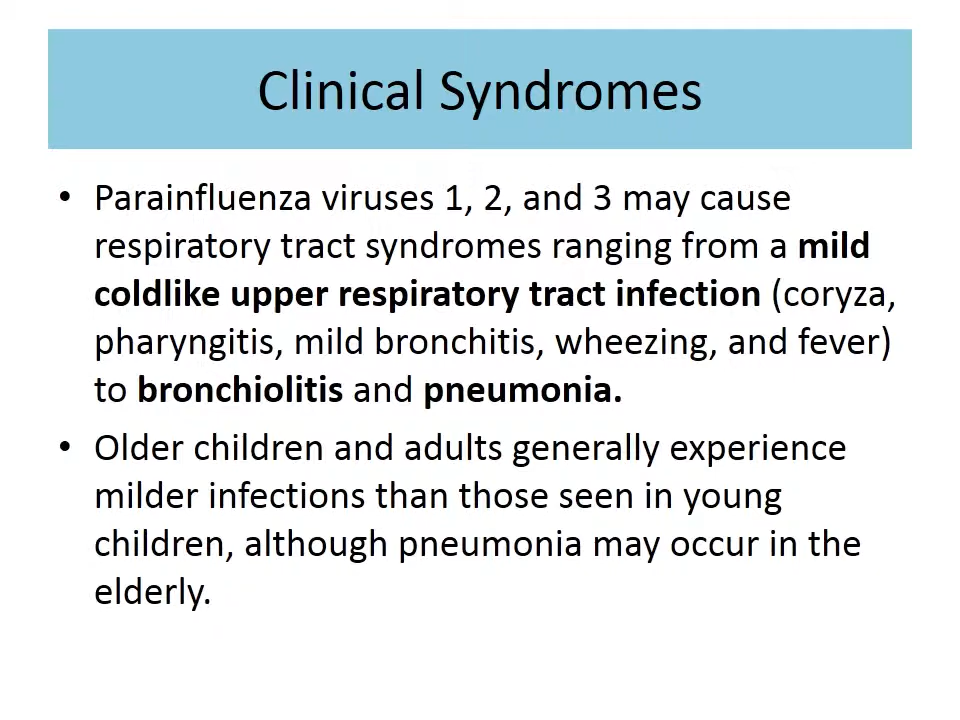 Clinical Syndromes
• Parainfluenza viruses 1, 2, and 3 may cause
respiratory tract syndromes ranging from a mild
coldlike upper respiratory tract infection (coryza,
pharyngitis, mild bronchitis, wheezing, and fever)
to bronchiolitis and pneumonia.
• Older children and adults generally experience
milder infections than those seen in young
children, although pneumonia may occur in the
elderly.